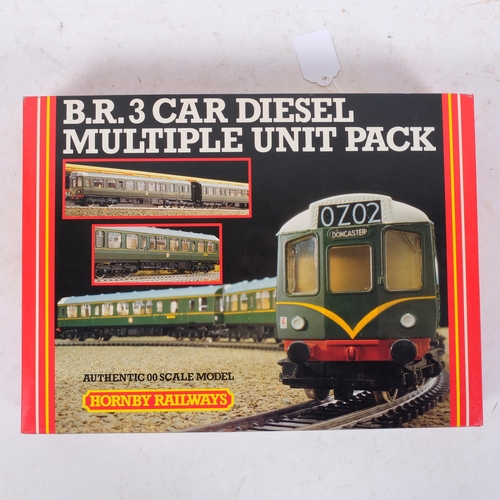 B.R. 3 CAR DIESEL
MULTIPLE UNIT PACK
0Z02
DONCASTER
AUTHENTIC 00 SCALE MODEL
HORNBY RAILWAYS